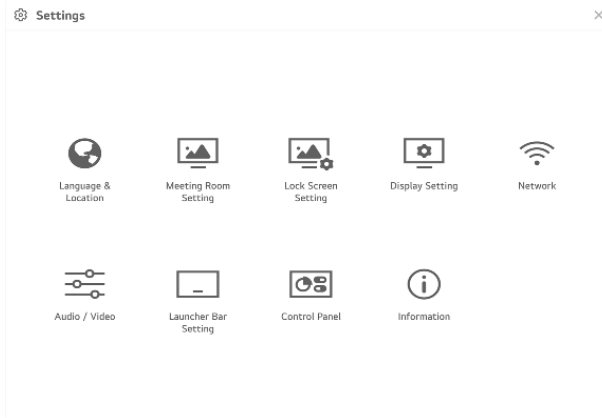 Settings
Language &
Location
Meeting Room
Setting
Lock Screen
Setting
Display Setting
Network
Audio / Video
Launcher Bar
Setting
Control Panel
Information